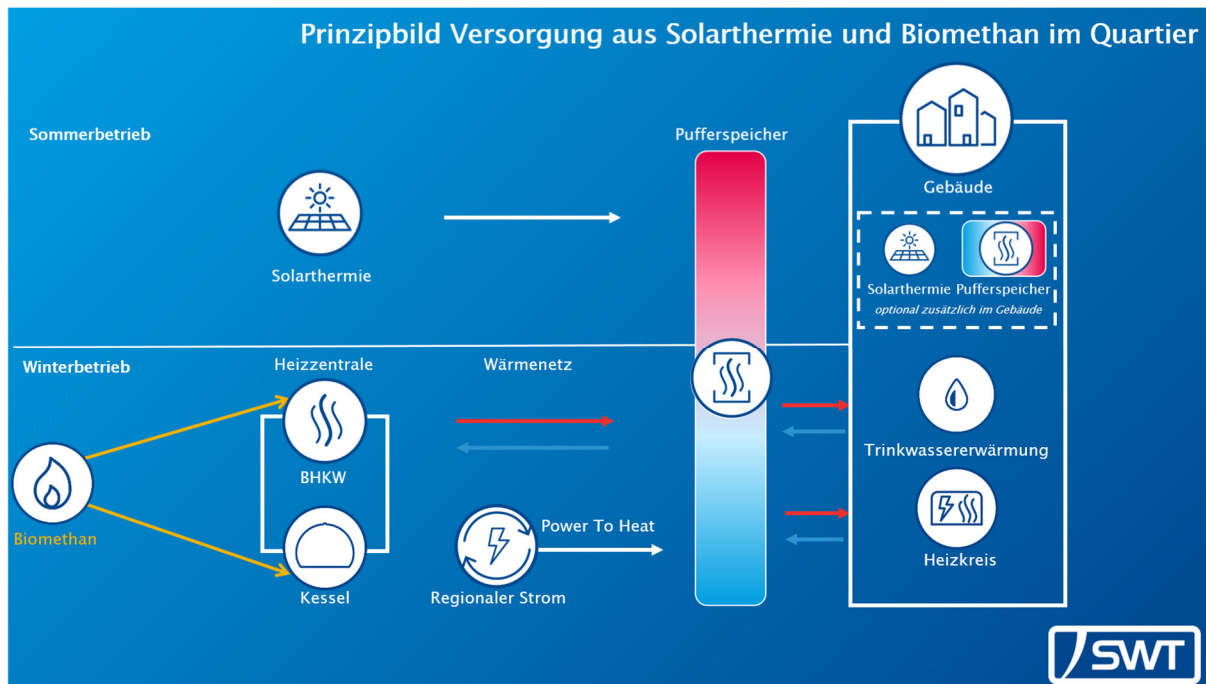 Prinzipbild Versorgung aus Solarthermie und Biomethan im Quartier
Sommerbetrieb
Pufferspeicher
Gebäude
Solarthermie
Solarthermie
Pufferspeicher
optional zusätzlich im Gebäude
Winterbetrieb
Heizzentrale
Wärmenetz
Trinkwassererwärmung
BHKW
Biomethan
Power To Heat
Heizkreis
Kessel
Regionaler Strom
SWT